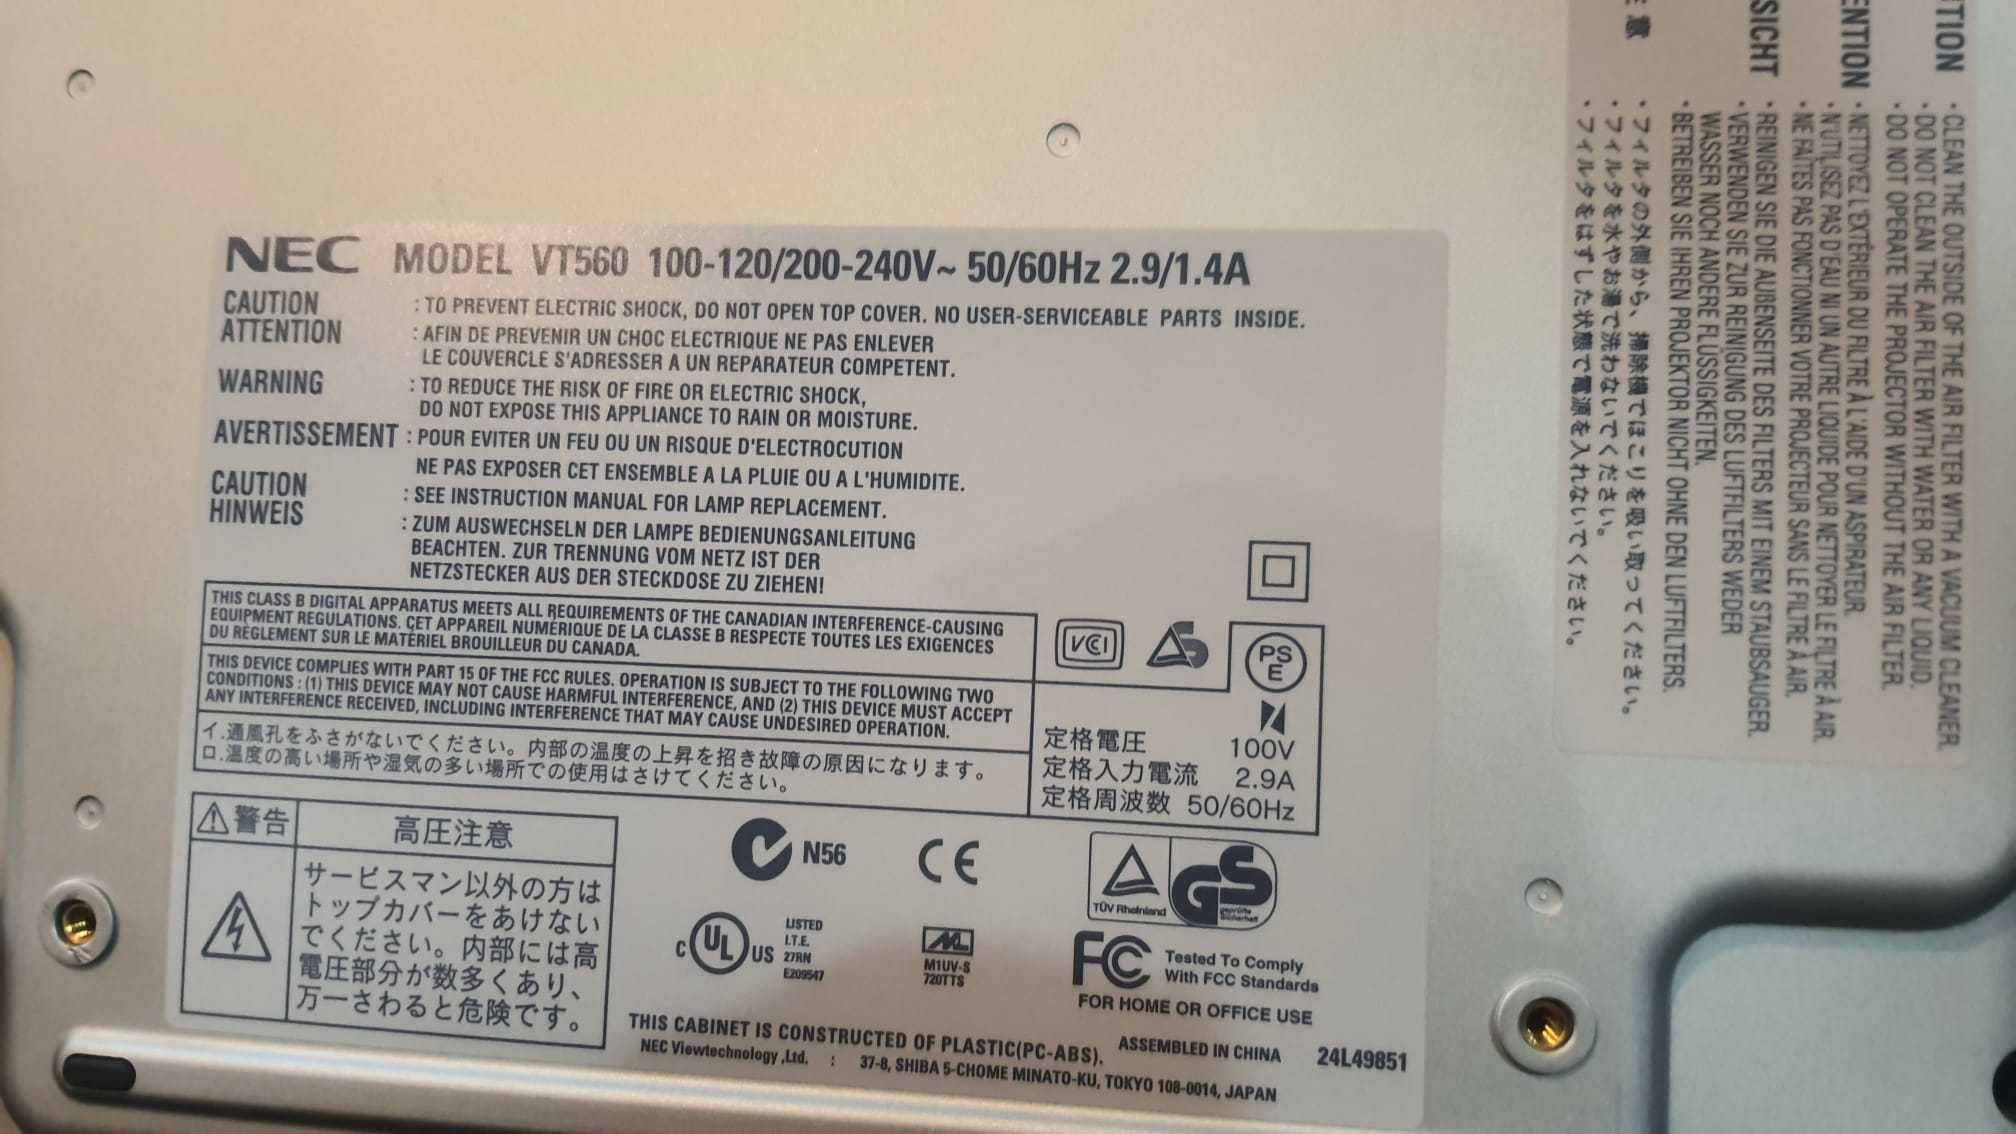 NEC MODEL VT560 100-120/200-240V~ 50/60Hz 2.9/1.4A
CAUTION : TO PREVENT ELECTRIC SHOCK, DO NOT OPEN TOP COVER. NO USER-SERVICEABLE PARTS INSIDE.
ATTENTION : AFIN DE PREVENIR UN CHOC ELECTRIQUE NE PAS ENLEVER
LE COUVERCLE S'ADRESSER A UN REPARATEUR COMPETENT.
WARNING : TO REDUCE THE RISK OF FIRE OR ELECTRIC SHOCK,
DO NOT EXPOSE THIS APPLIANCE TO RAIN OR MOISTURE.
AVERTISSEMENT : POUR EVITER UN FEU OU UN RISQUE D'ELECTROCUTION
NE PAS EXPOSER CET ENSEMBLE A LA PLUIE OU A L'HUMIDITE.
CAUTION : SEE INSTRUCTION MANUAL FOR LAMP REPLACEMENT.
HINWEIS : ZUM AUSWECHSELN DER LAMPE BEDIENUNGSANLEITUNG
BEACHTEN. ZUR TRENNUNG VOM NETZ IST DER
NETZSTECKER AUS DER STECKDOSE ZU ZIEHEN!
THIS CLASS B DIGITAL APPARATUS MEETS ALL REQUIREMENTS OF THE CANADIAN INTERFERENCE-CAUSING
EQUIPMENT REGULATIONS. CET APPAREIL NUMÉRIQUE DE LA CLASSE B RESPECTE TOUTES LES EXIGENCES
DU RÈGLEMENT SUR LE MATÉRIEL BROUILLEUR DU CANADA.
THIS DEVICE COMPLIES WITH PART 15 OF THE FCC RULES. OPERATION IS SUBJECT TO THE FOLLOWING TWO
CONDITIONS : (1) THIS DEVICE MAY NOT CAUSE HARMFUL INTERFERENCE, AND (2) THIS DEVICE MUST ACCEPT
ANY INTERFERENCE RECEIVED, INCLUDING INTERFERENCE THAT MAY CAUSE UNDESIRED OPERATION.
イ.通風孔をふさがないでください。内部の温度の上昇を招き故障の原因になります。
ロ.温度の高い場所や湿気の多い場所での使用はさけてください。
VCI
PS
E
定格電圧 100V
定格入力電流 2.9A
定格周波数 50/60Hz
警告
高圧注意
サービスマン以外の方は
トップカバーをあけない
でください。内部には高
電圧部分が数多くあり、
万一さわると危険です。
N56
CE
TÜV Rheinland
GS
geprüfte
Sicherheit
C UL US
LISTED
I.T.E.
27RN
E209547
M1UV-S
720TTS
FC Tested To Comply
With FCC Standards
FOR HOME OR OFFICE USE
THIS CABINET IS CONSTRUCTED OF PLASTIC(PC-ABS). ASSEMBLED IN CHINA 24L49851
NEC Viewtechnology ,Ltd. : 37-8, SHIBA 5-CHOME MINATO-KU, TOKYO 108-0014, JAPAN
TION
・CLEAN THE OUTSIDE OF THE AIR FILTER WITH A VACUUM CLEANER.
・DO NOT CLEAN THE AIR FILTER WITH WATER OR ANY LIQUID.
・DO NOT OPERATE THE PROJECTOR WITHOUT THE AIR FILTER.
ENTION
・NETTOYEZ L'EXTÉRIEUR DU FILTRE À L'AIDE D'UN ASPIRATEUR.
・N'UTILISEZ PAS D'EAU NI UN AUTRE LIQUIDE POUR NETTOYER LE FILTRE À AIR.
・NE FAÎTES PAS FONCTIONNER VOTRE PROJECTEUR SANS LE FILTRE À AIR.
SICHT
・REINIGEN SIE DIE AUßENSEITE DES FILTERS MIT EINEM STAUBSAUGER.
・VERWENDEN SIE ZUR REINIGUNG DES LUFTFILTERS WEDER
WASSER NOCH ANDERE FLÜSSIGKEITEN.
・BETREIBEN SIE IHREN PROJEKTOR NICHT OHNE DEN LUFTFILTERS.
意
・フィルタの外側から、掃除機でほこりを吸い取ってください。
・フィルタを水やお湯で洗わないでください。
・フィルタをはずした状態で電源を入れないでください。